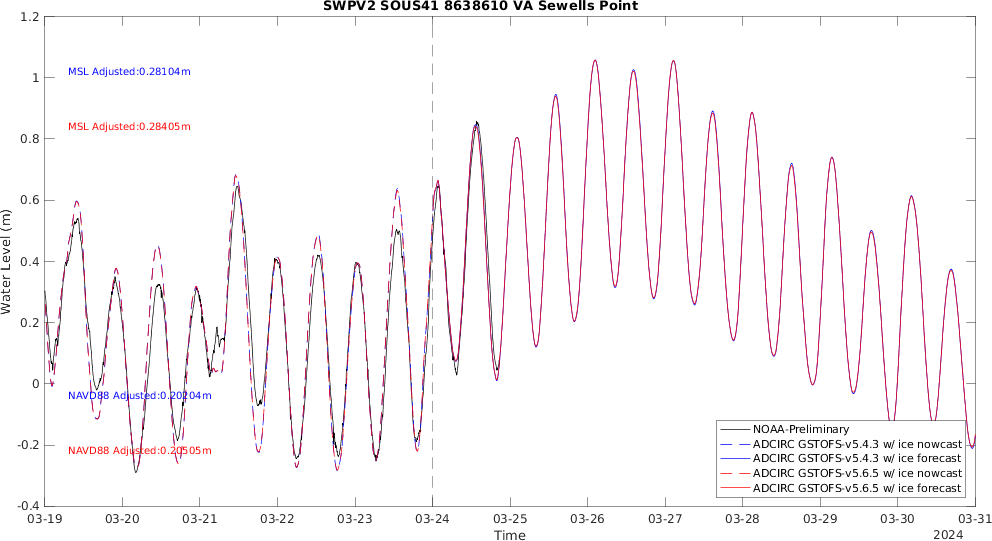 SWPV2 SOUS41 8638610 VA Sewells Point
1.2
1
0.8
0.6
0.4
0.2
0
-0.2
-0.4
Water Level (m)
MSL Adjusted:0.28104m
MSL Adjusted:0.28405m
NAVD88 Adjusted:0.20204m
NAVD88 Adjusted:0.20505m
NOAA-Preliminary
ADCIRC GSTOFS-v5.4.3 w/ ice nowcast
ADCIRC GSTOFS-v5.4.3 w/ ice forecast
ADCIRC GSTOFS-v5.6.5 w/ ice nowcast
ADCIRC GSTOFS-v5.6.5 w/ ice forecast
03-19 03-20 03-21 03-22 03-23 03-24 03-25 03-26 03-27 03-28 03-29 03-30 03-31
Time
2024